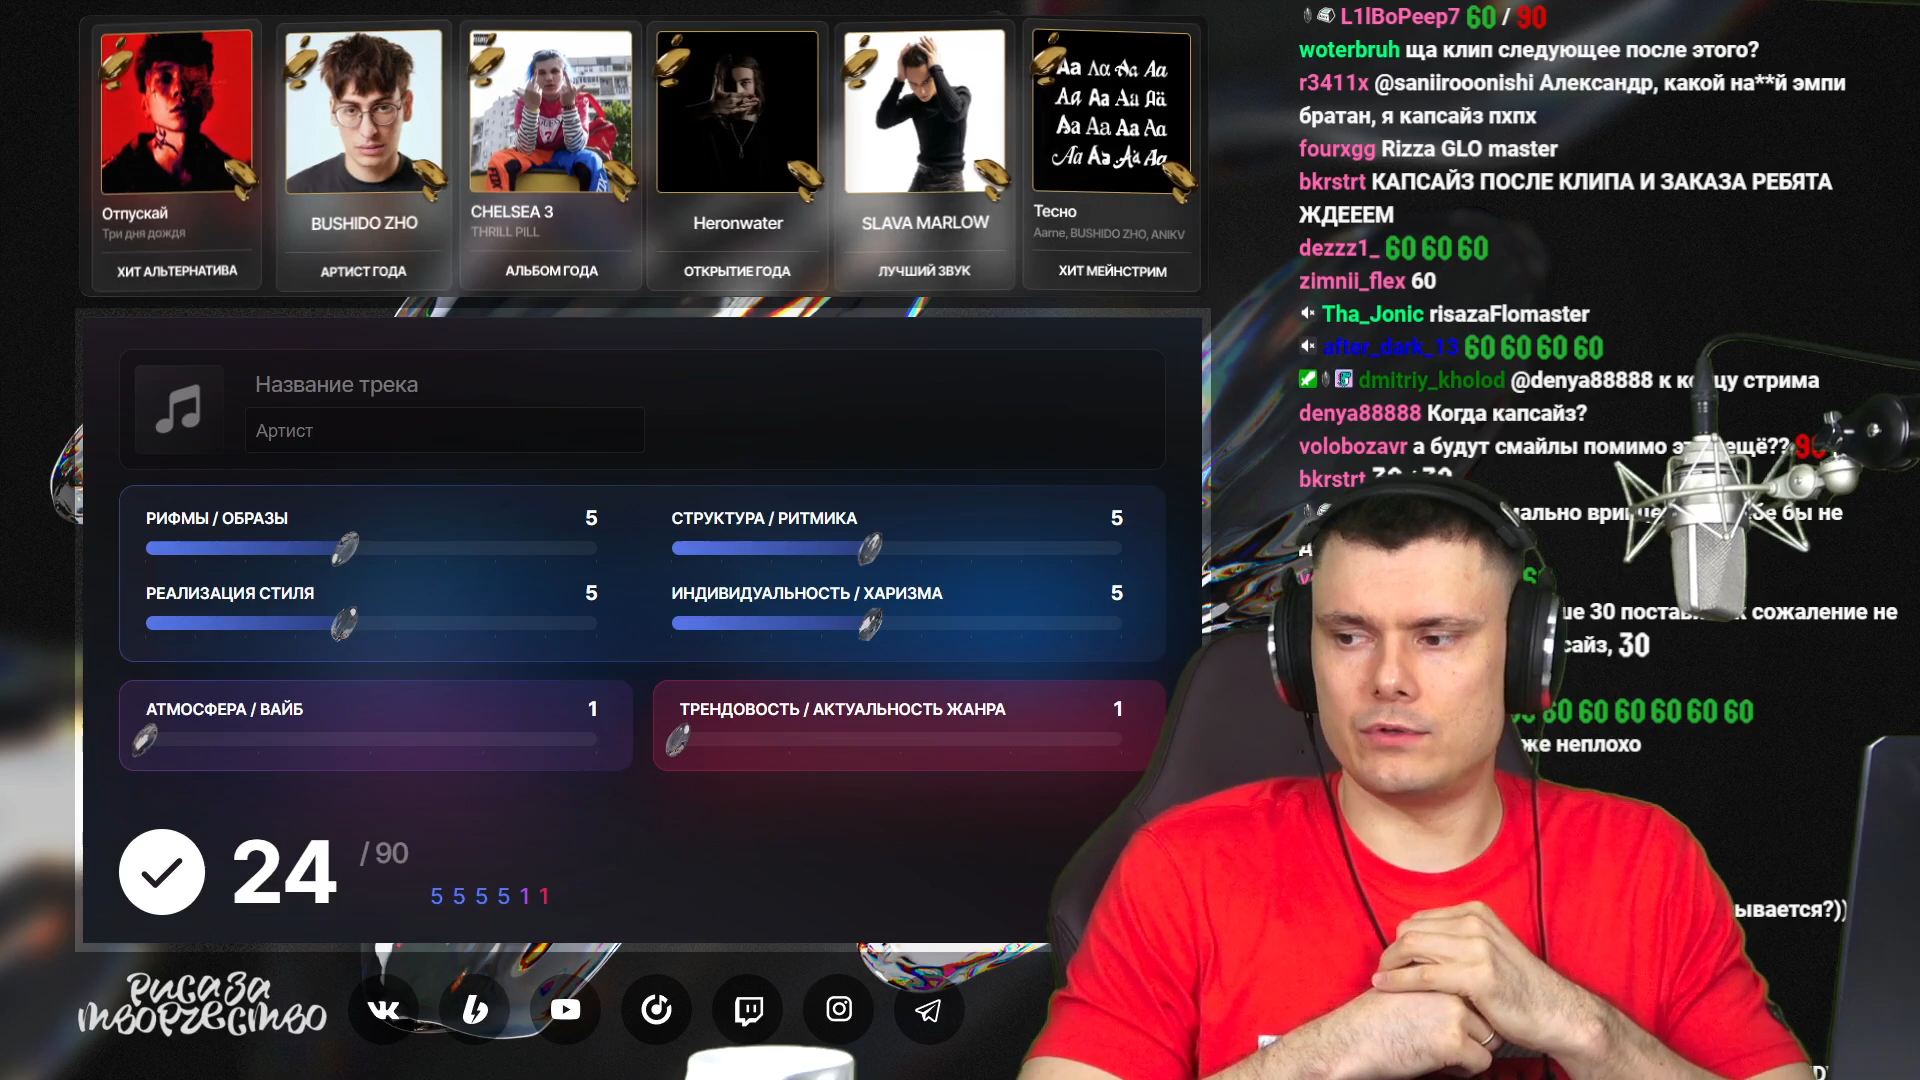 Отпускай
Три дня дождя
ХИТ АЛЬТЕРНАТИВА
BUSHIDO ZHO
АРТИСТ ГОДА
CHELSEA 3
THRILL PILL
АЛЬБОМ ГОДА
Heronwater
ОТКРЫТИЕ ГОДА
SLAVA MARLOW
ЛУЧШИЙ ЗВУК
Aa Aa Aa Aa
Aa Aa Aa Aa
Aa Aa Aa Aa
Aa Aa Aa Aa
Тесно
Aarne, BUSHIDO ZHO, ANIKV
ХИТ МЕЙНСТРИМ
Название трека
Артист
РИФМЫ / ОБРАЗЫ 5
СТРУКТУРА / РИТМИКА 5
РЕАЛИЗАЦИЯ СТИЛЯ 5
ИНДИВИДУАЛЬНОСТЬ / ХАРИЗМА 5
АТМОСФЕРА / ВАЙБ 1
ТРЕНДОВОСТЬ / АКТУАЛЬНОСТЬ ЖАНРА 1
24 / 90
5 5 5 5 1 1
РИСАЗА
ТВОРЧЕСТВО
L1lBoPeep7 60 / 90
woterbruh ща клип следующее после этого?
r3411x @saniirooonishi Александр, какой на**й эмпи
братан, я капсайз пхпх
fourxgg Rizza GLO master
bkrstrt КАПСАЙЗ ПОСЛЕ КЛИПА И ЗАКАЗА РЕБЯТА
ЖДЕЕЕМ
dezzz1_ 60 60 60
zimnii_flex 60
Tha_Jonic risazaFlomaster
after_dark_13 60 60 60 60
dmitriy_kholod @denya88888 к концу стрима
denya88888 Когда капсайз?
volobozavr а будут смайлы помимо ещё?? 90
bkrstrt
бы не
30 сожаление не
30
60 60 60 60 60 60
же неплохо